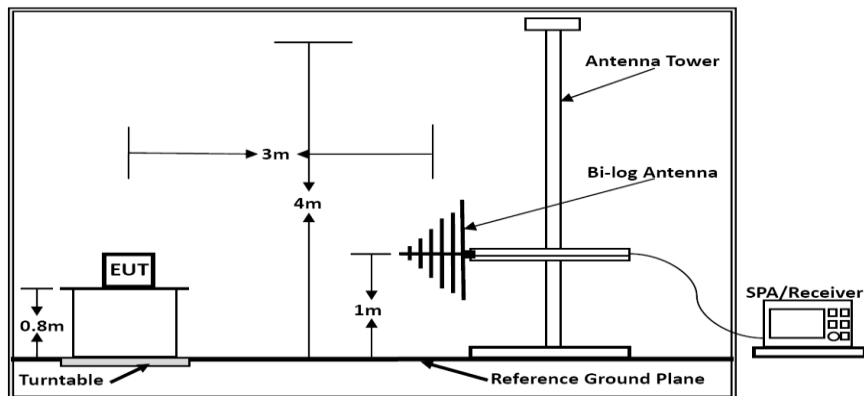 Antenna Tower
3m
Bi-log Antenna
4m
EUT
SPA/Receiver
1m
0.8m
Turntable
Reference Ground Plane